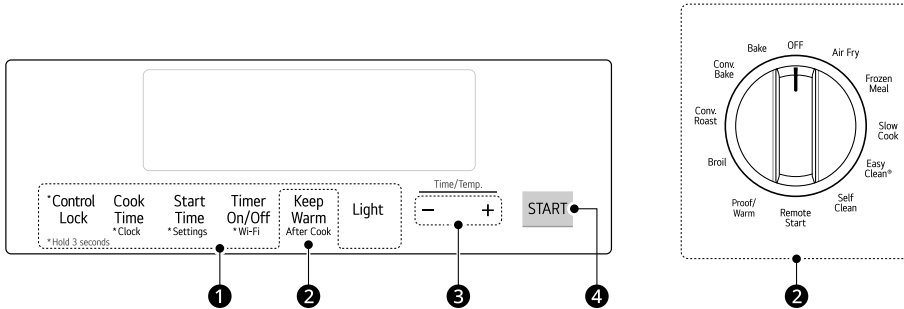 *Control Lock
*Hold 3 seconds
Cook Time
*Clock
Start Time
*Settings
Timer On/Off
*Wi-Fi
Keep Warm
After Cook
Light
Time/Temp.
− +
START
1
2
3
4
OFF
Air Fry
Frozen Meal
Slow Cook
Easy Clean®
Self Clean
Remote Start
Proof/ Warm
Broil
Conv. Roast
Conv. Bake
Bake
2